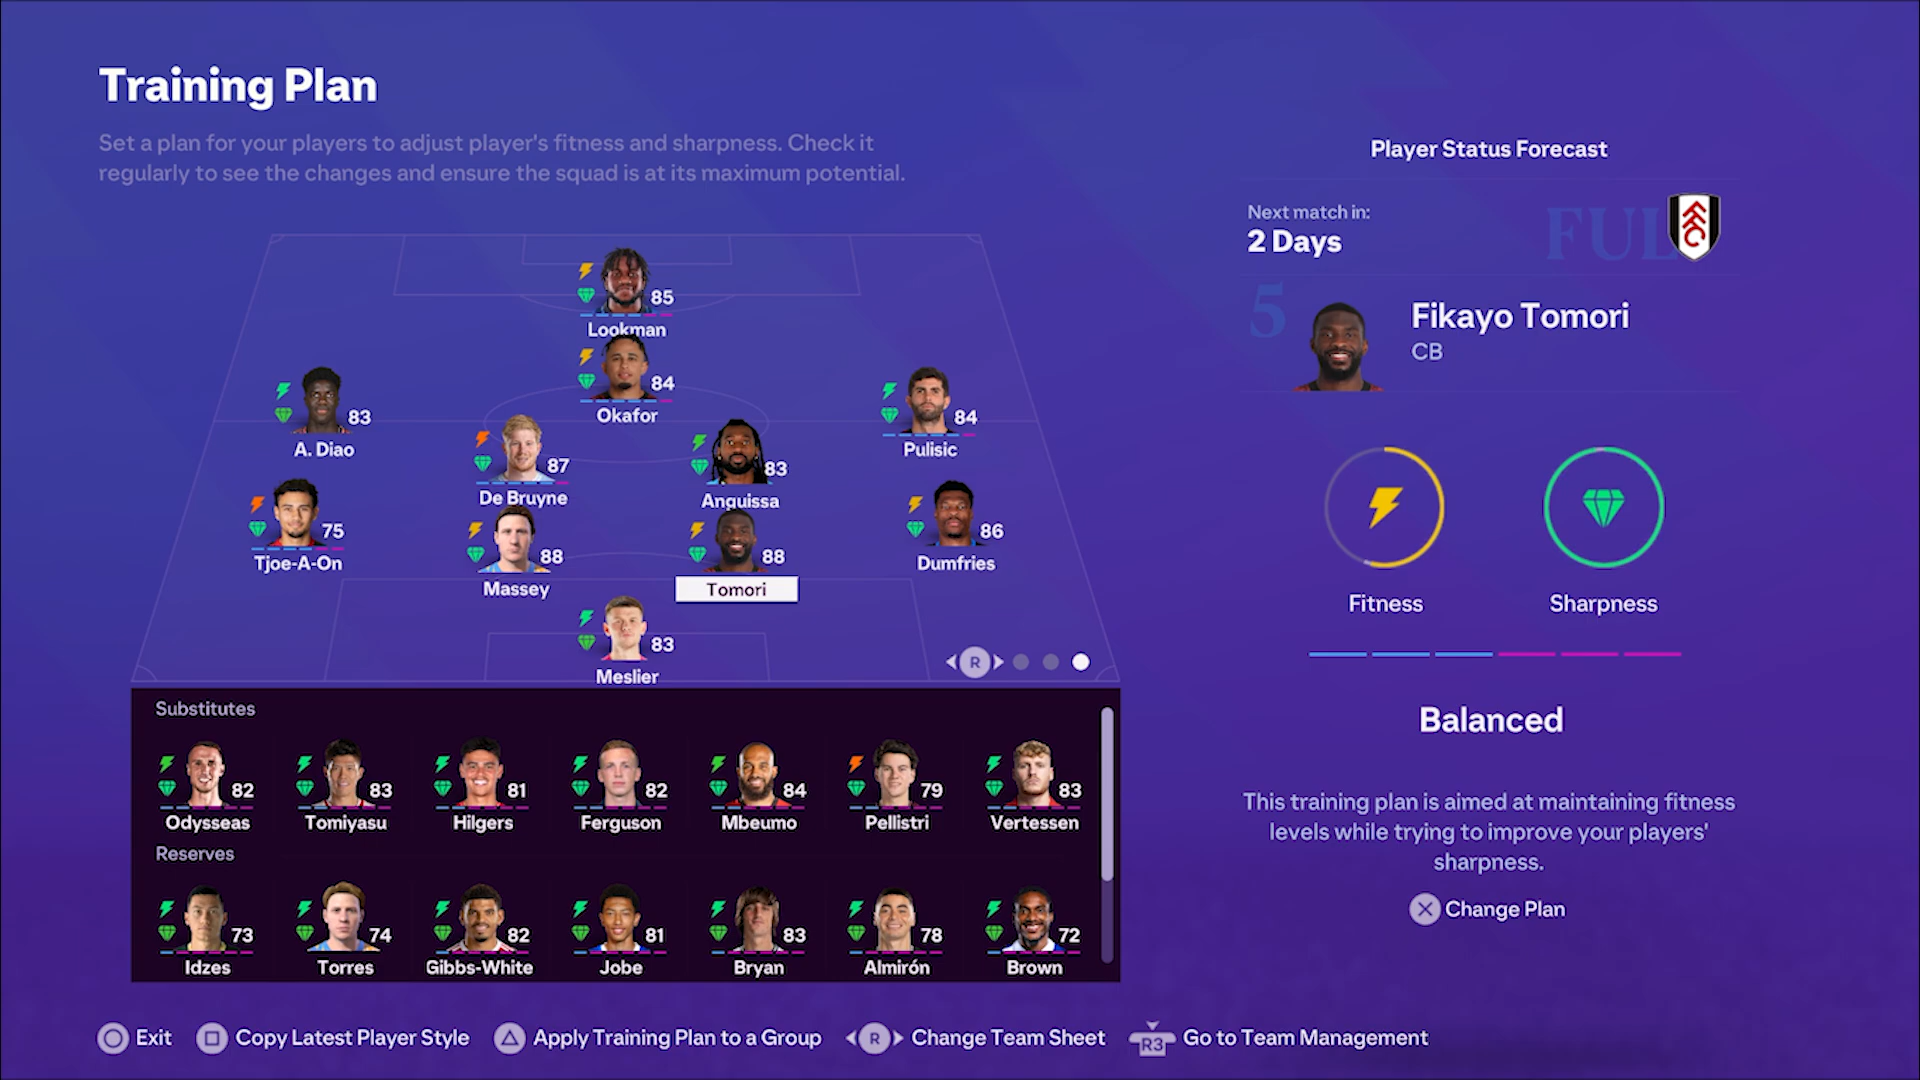 Training Plan
Set a plan for your players to adjust player's fitness and sharpness. Check it
regularly to see the changes and ensure the squad is at its maximum potential.
85
Lookman
84
Okafor
83
A. Diao
84
Pulisic
87
De Bruyne
83
Anguissa
75
Tjoe-A-On
88
Massey
88
Tomori
86
Dumfries
83
Meslier
R
Substitutes
82 83 81 82 84 79 83
Odysseas Tomiyasu Hilgers Ferguson Mbeumo Pellistri Vertessen
Reserves
73 74 82 81 83 78 72
Idzes Torres Gibbs-White Jobe Bryan Almirón Brown
Player Status Forecast
Next match in:
2 Days
FUL
FFC
5
Fikayo Tomori
CB
Fitness Sharpness
Balanced
This training plan is aimed at maintaining fitness
levels while trying to improve your players'
sharpness.
Change Plan
Exit Copy Latest Player Style Apply Training Plan to a Group R Change Team Sheet R3 Go to Team Management